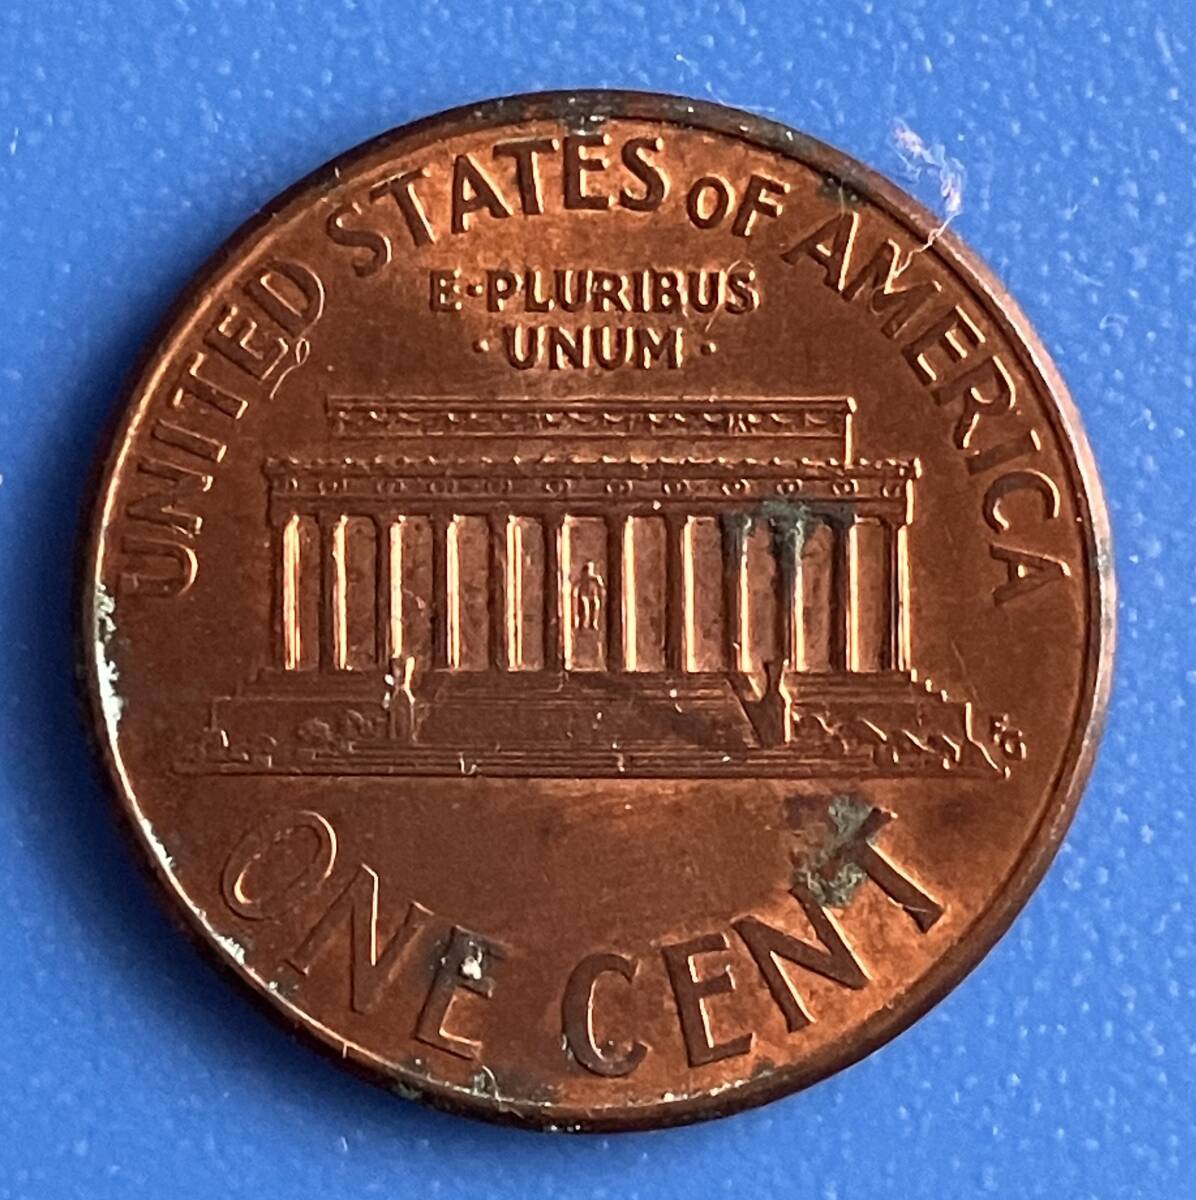 UNITED STATES OF AMERICA
E·PLURIBUS
·UNUM·
FG
ONE CENT